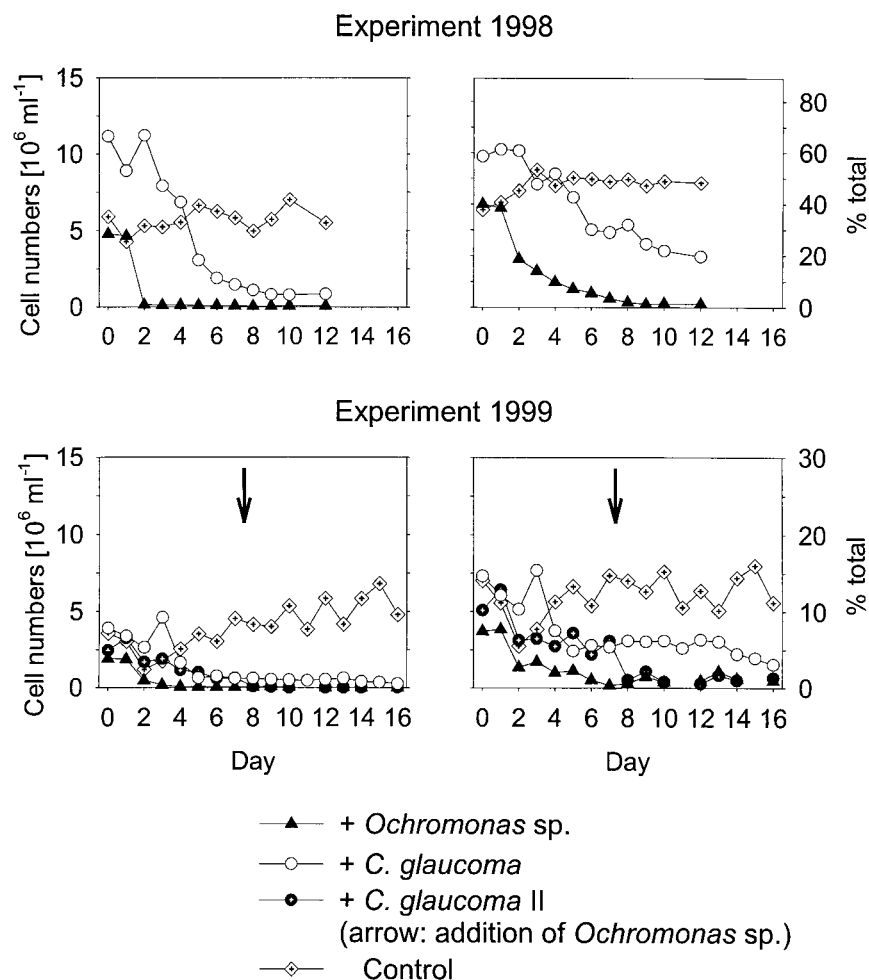 Experiment 1998
Cell numbers [10⁶ ml⁻¹]
15
10
5
0
0 2 4 6 8 10 12 14 16
80
60
40
20
0
% total
0 2 4 6 8 10 12 14 16
Experiment 1999
Cell numbers [10⁶ ml⁻¹]
15
10
5
0
0 2 4 6 8 10 12 14 16
Day
30
20
10
0
% total
0 2 4 6 8 10 12 14 16
Day
+ Ochromonas sp.
+ C. glaucoma
+ C. glaucoma II
(arrow: addition of Ochromonas sp.)
Control